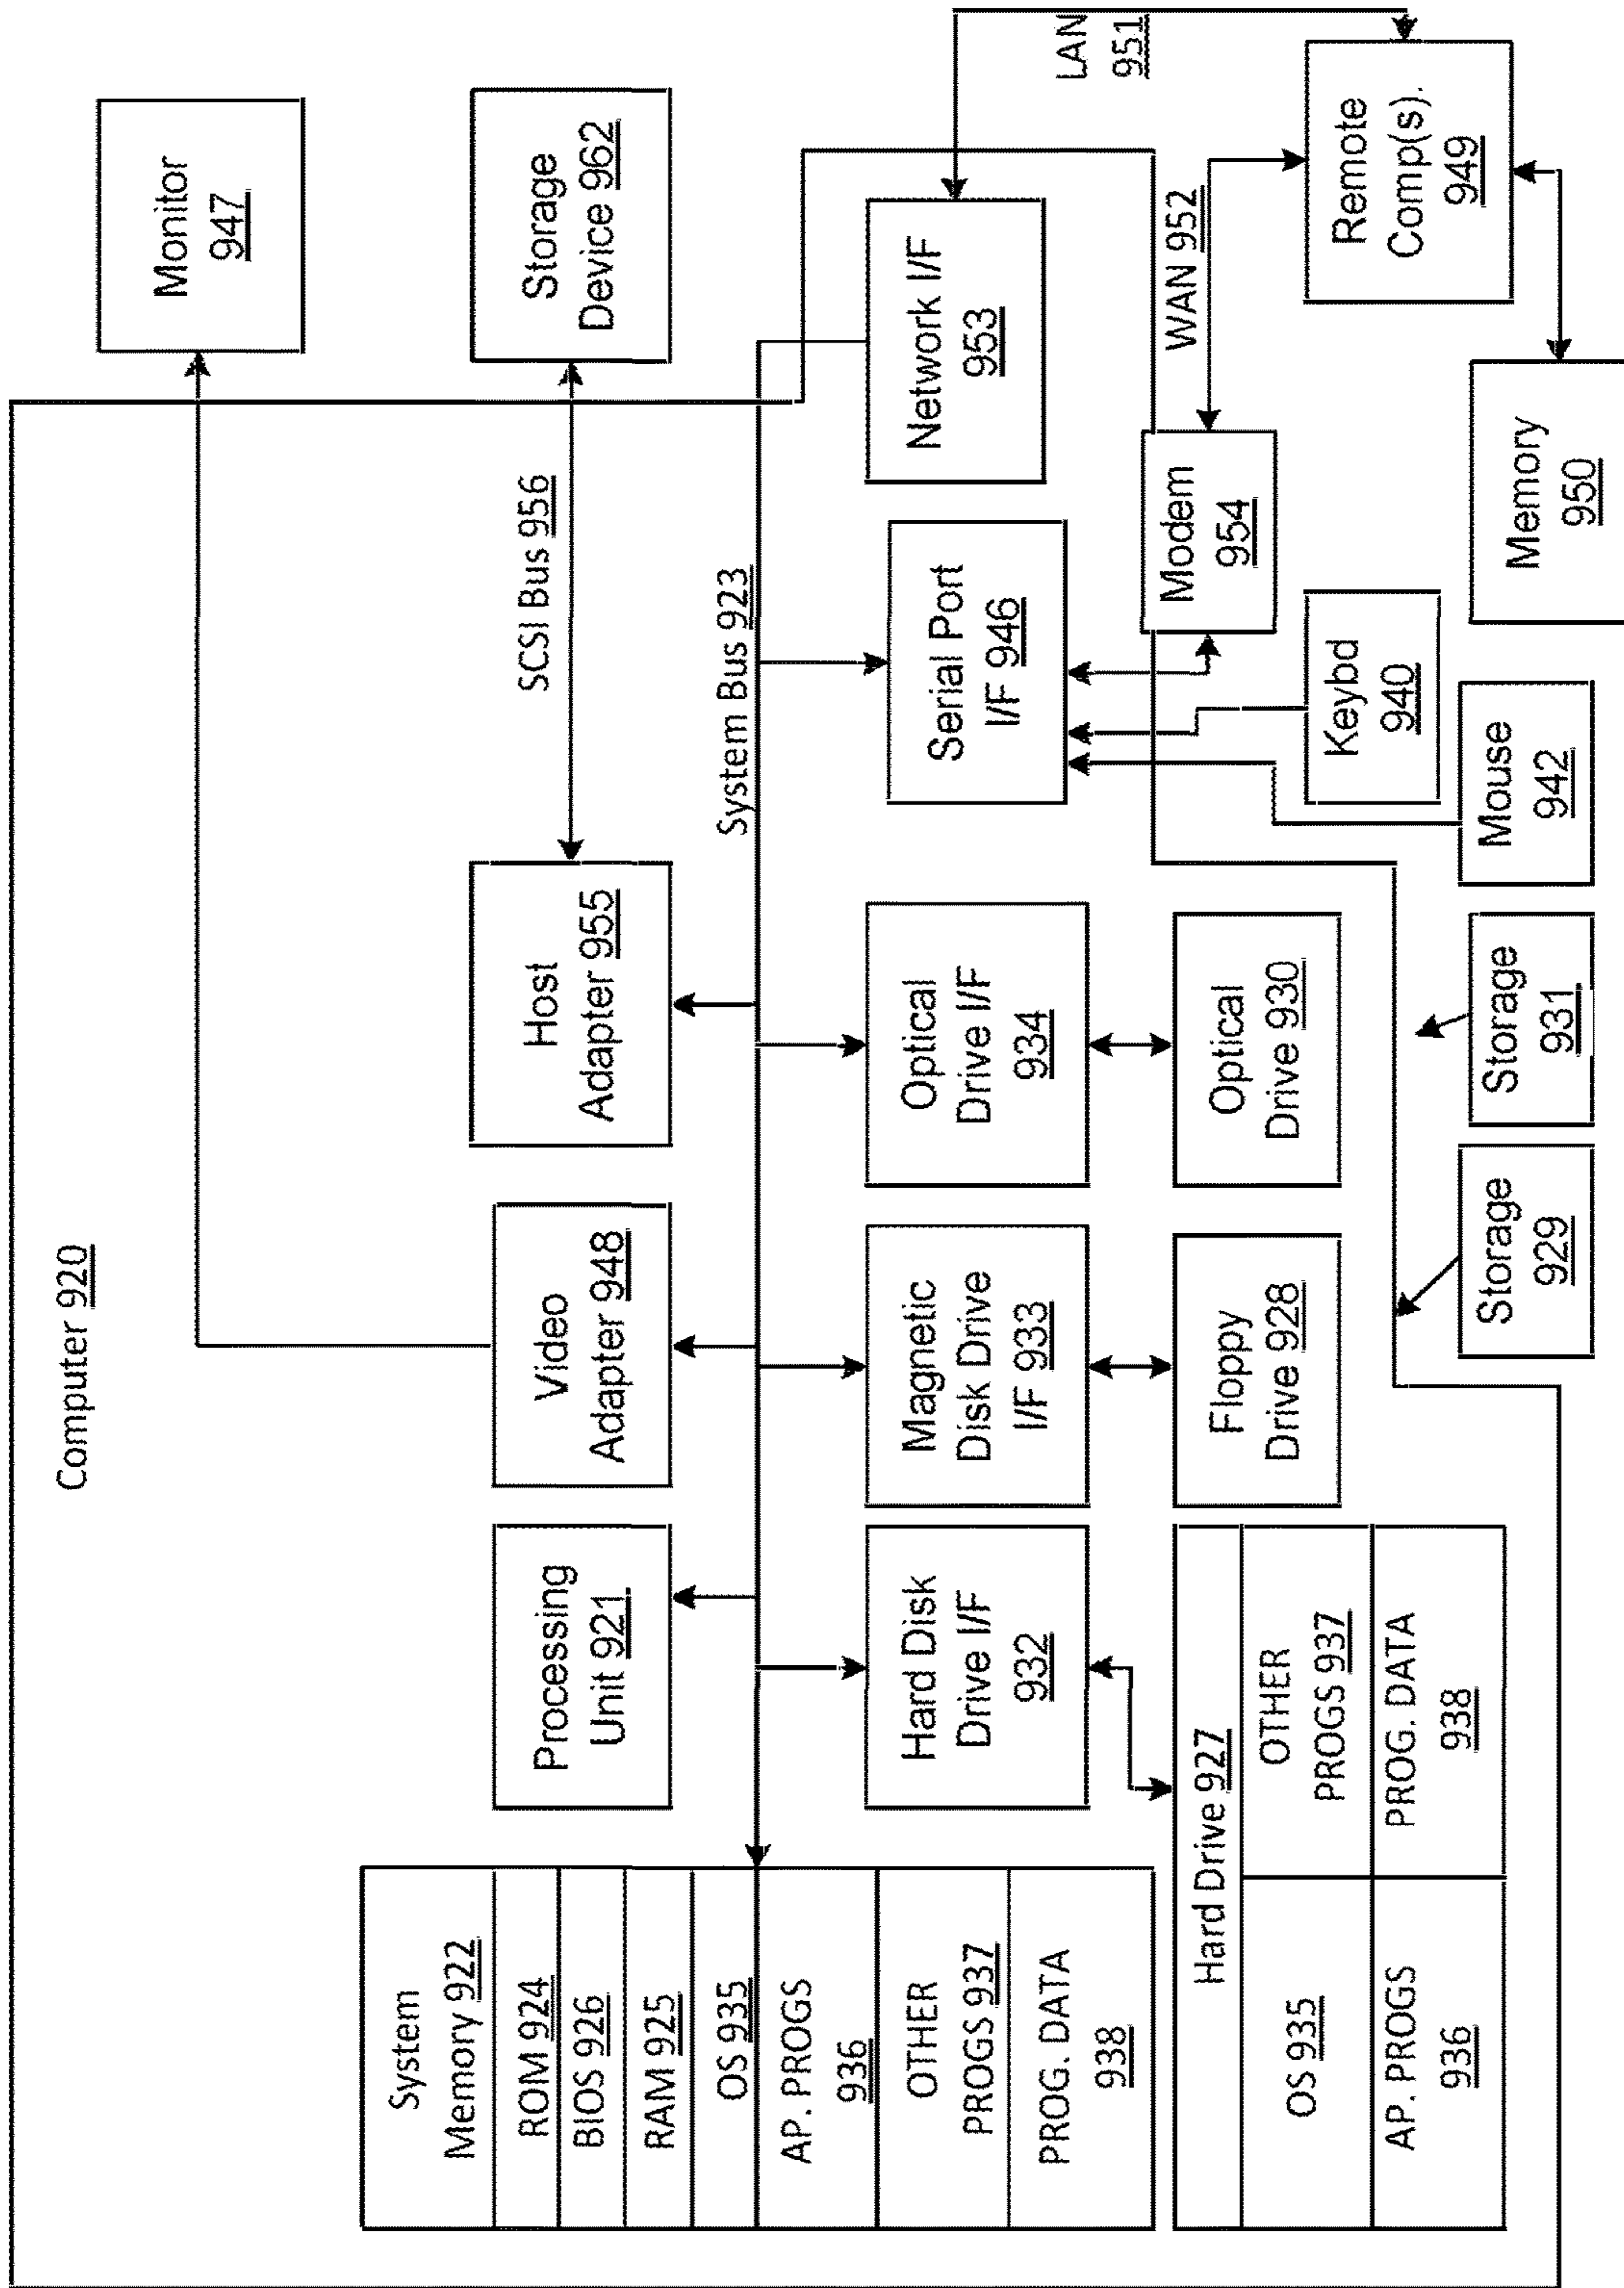 Computer 920
Monitor
947
System
Memory 922
ROM 924
BIOS 926
RAM 925
OS 935
AP. PROGS
936
OTHER
PROGS 937
PROG. DATA
938
Processing
Unit 921
Video
Adapter 948
Host
Adapter 955
SCSI Bus 956
Storage
Device 962
System Bus 923
Hard Disk
Drive I/F
932
Magnetic
Disk Drive
I/F 933
Optical
Drive I/F
934
Serial Port
I/F 946
Network I/F
953
LAN
951
Hard Drive 927
OS 935
OTHER
PROGS 937
AP. PROGS
936
PROG. DATA
938
Floppy
Drive 928
Optical
Drive 930
Modem
954
WAN 952
Remote
Comp(s).
949
Storage
929
Storage
931
Mouse
942
Keybd
940
Memory
950